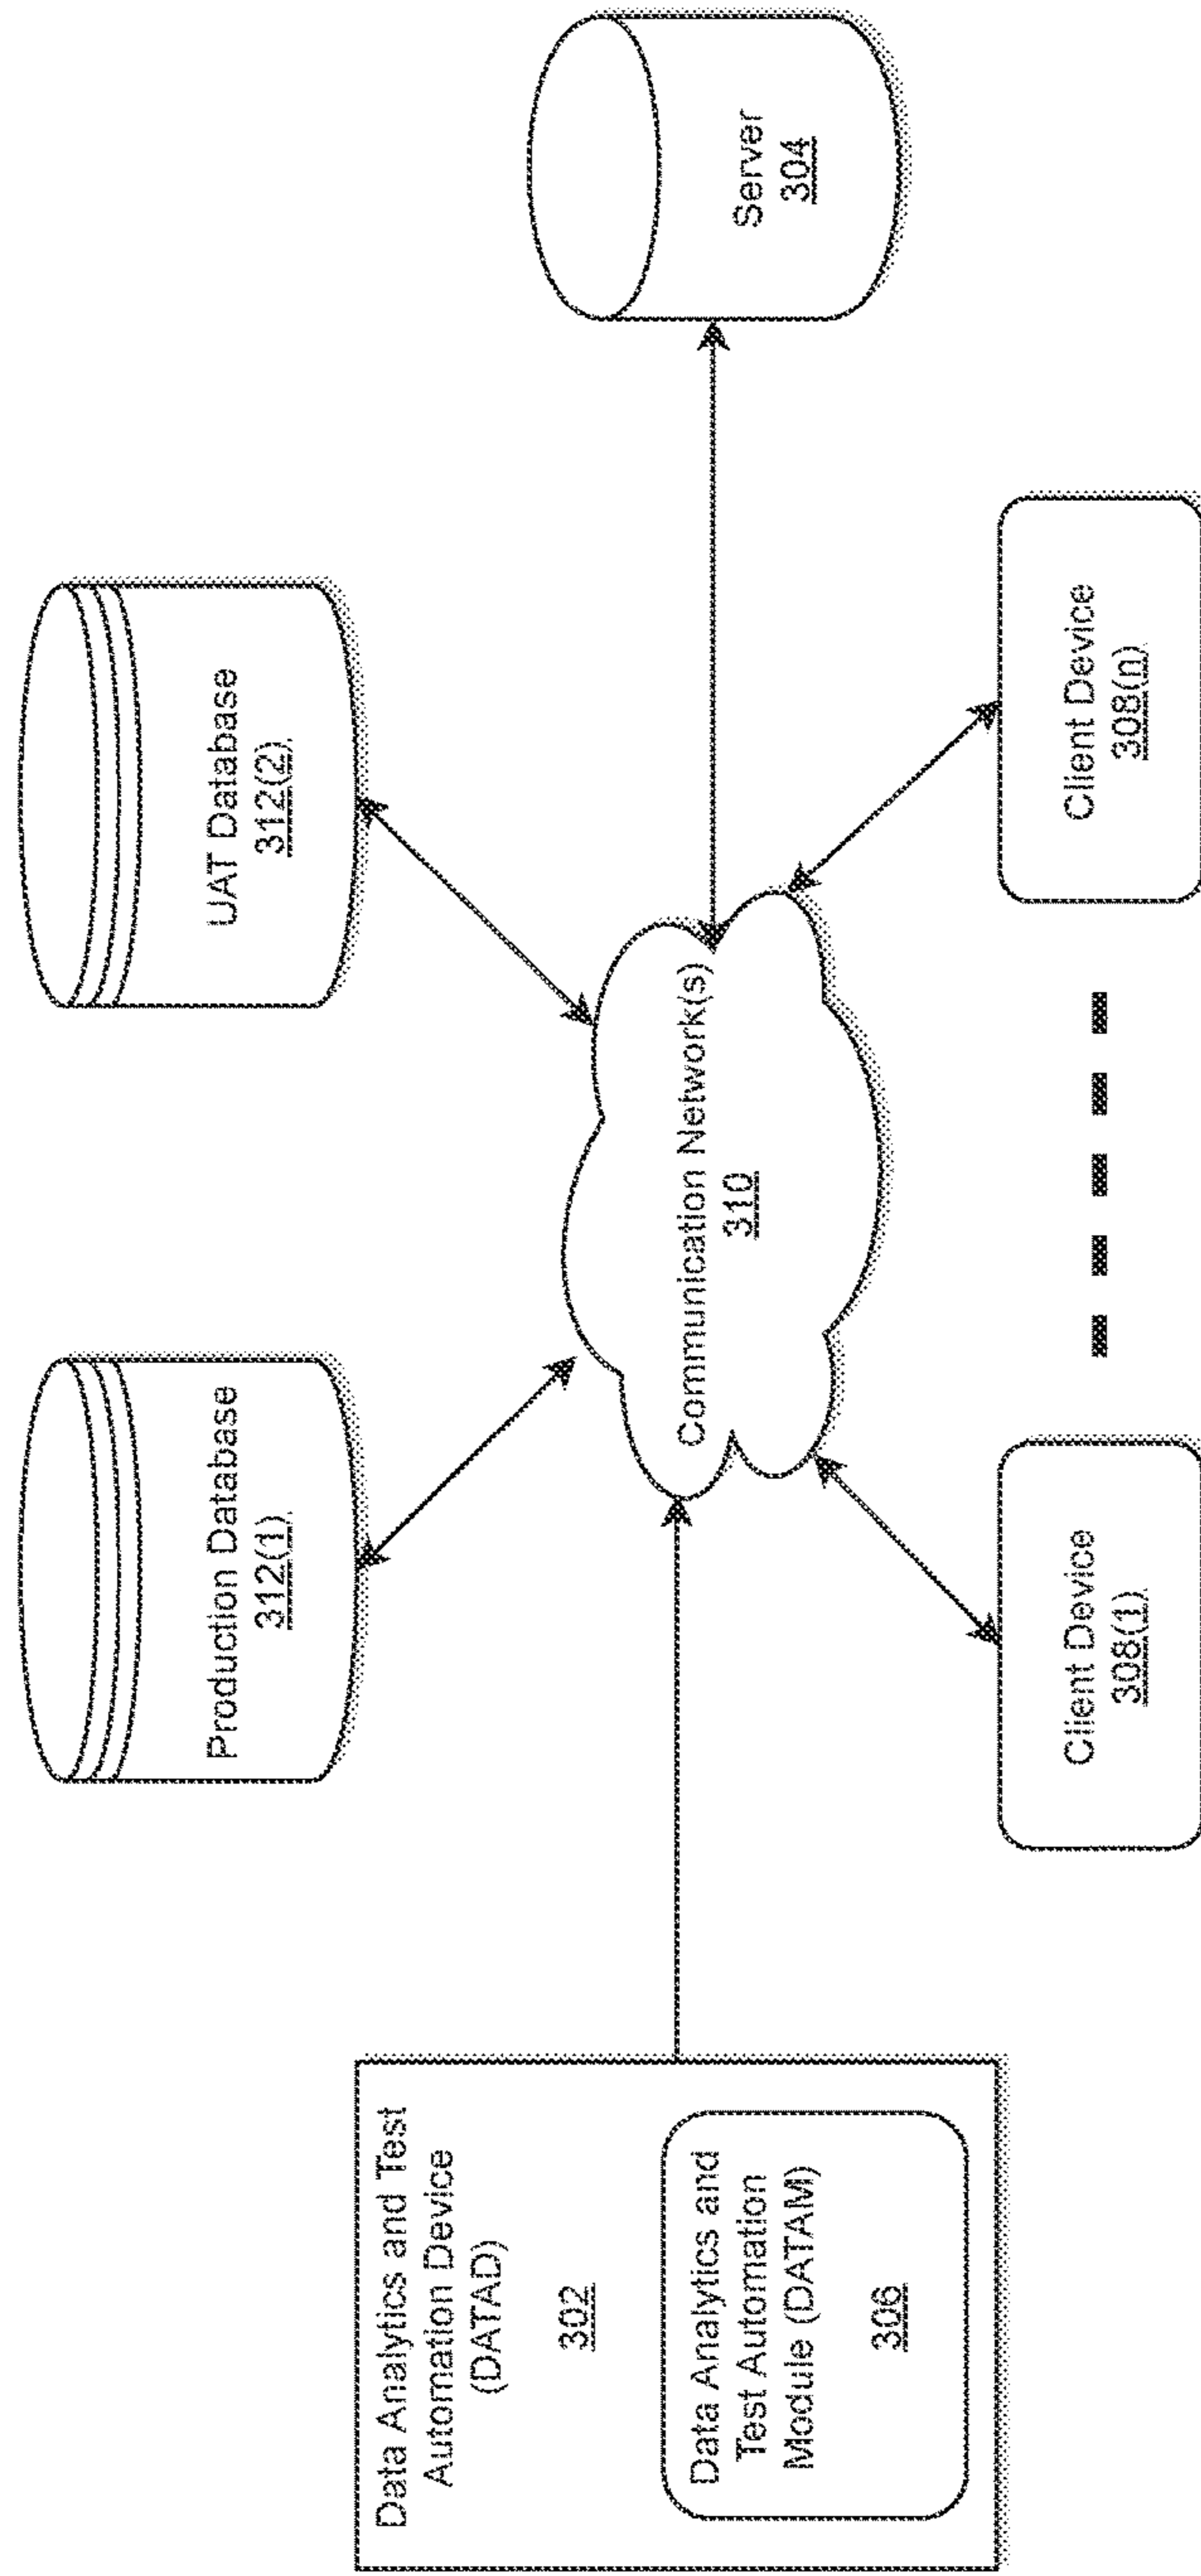 Production Database
312(1)
UAT Database
312(2)
Data Analytics and Test
Automation Device
(DATAD)
302
Data Analytics and
Test Automation
Module (DATAM)
306
Communication Network(s)
310
Server
304
Client Device
308(1)
Client Device
308(n)